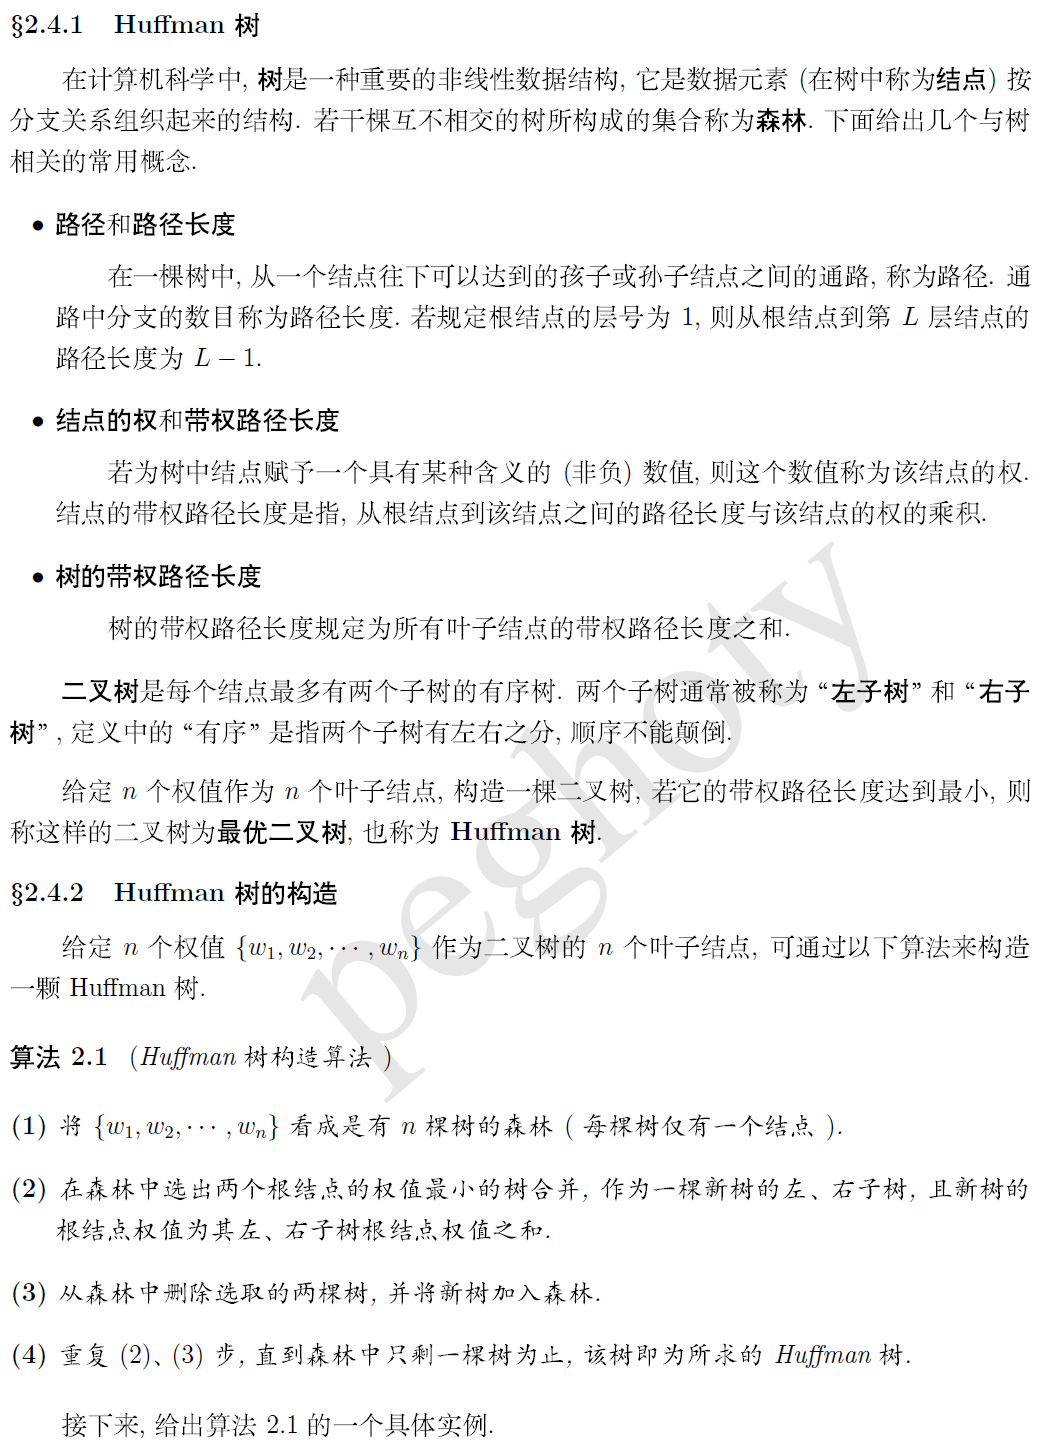 §2.4.1 Huffman 树
在计算机科学中, 树是一种重要的非线性数据结构, 它是数据元素 (在树中称为结点) 按
分支关系组织起来的结构. 若干棵互不相交的树所构成的集合称为森林. 下面给出几个与树
相关的常用概念.
• 路径和路径长度
在一棵树中, 从一个结点往下可以达到的孩子或孙子结点之间的通路, 称为路径. 通
路中分支的数目称为路径长度. 若规定根结点的层号为 1, 则从根结点到第 L 层结点的
路径长度为 L − 1.
• 结点的权和带权路径长度
若为树中结点赋予一个具有某种含义的 (非负) 数值, 则这个数值称为该结点的权.
结点的带权路径长度是指, 从根结点到该结点之间的路径长度与该结点的权的乘积.
• 树的带权路径长度
树的带权路径长度规定为所有叶子结点的带权路径长度之和.
二叉树是每个结点最多有两个子树的有序树. 两个子树通常被称为 “左子树” 和 “右子
树” , 定义中的 “有序” 是指两个子树有左右之分, 顺序不能颠倒.
给定 n 个权值作为 n 个叶子结点, 构造一棵二叉树, 若它的带权路径长度达到最小, 则
称这样的二叉树为最优二叉树, 也称为 Huffman 树.
§2.4.2 Huffman 树的构造
给定 n 个权值 {w₁, w₂, ··· , wₙ} 作为二叉树的 n 个叶子结点, 可通过以下算法来构造
一颗 Huffman 树.
算法 2.1 (Huffman 树构造算法 )
(1) 将 {w₁, w₂, ··· , wₙ} 看成是有 n 棵树的森林 ( 每棵树仅有一个结点 ).
(2) 在森林中选出两个根结点的权值最小的树合并, 作为一棵新树的左、右子树, 且新树的
根结点权值为其左、右子树根结点权值之和.
(3) 从森林中删除选取的两棵树, 并将新树加入森林.
(4) 重复 (2)、(3) 步, 直到森林中只剩一棵树为止, 该树即为所求的 Huffman 树.
接下来, 给出算法 2.1 的一个具体实例.
peghoty